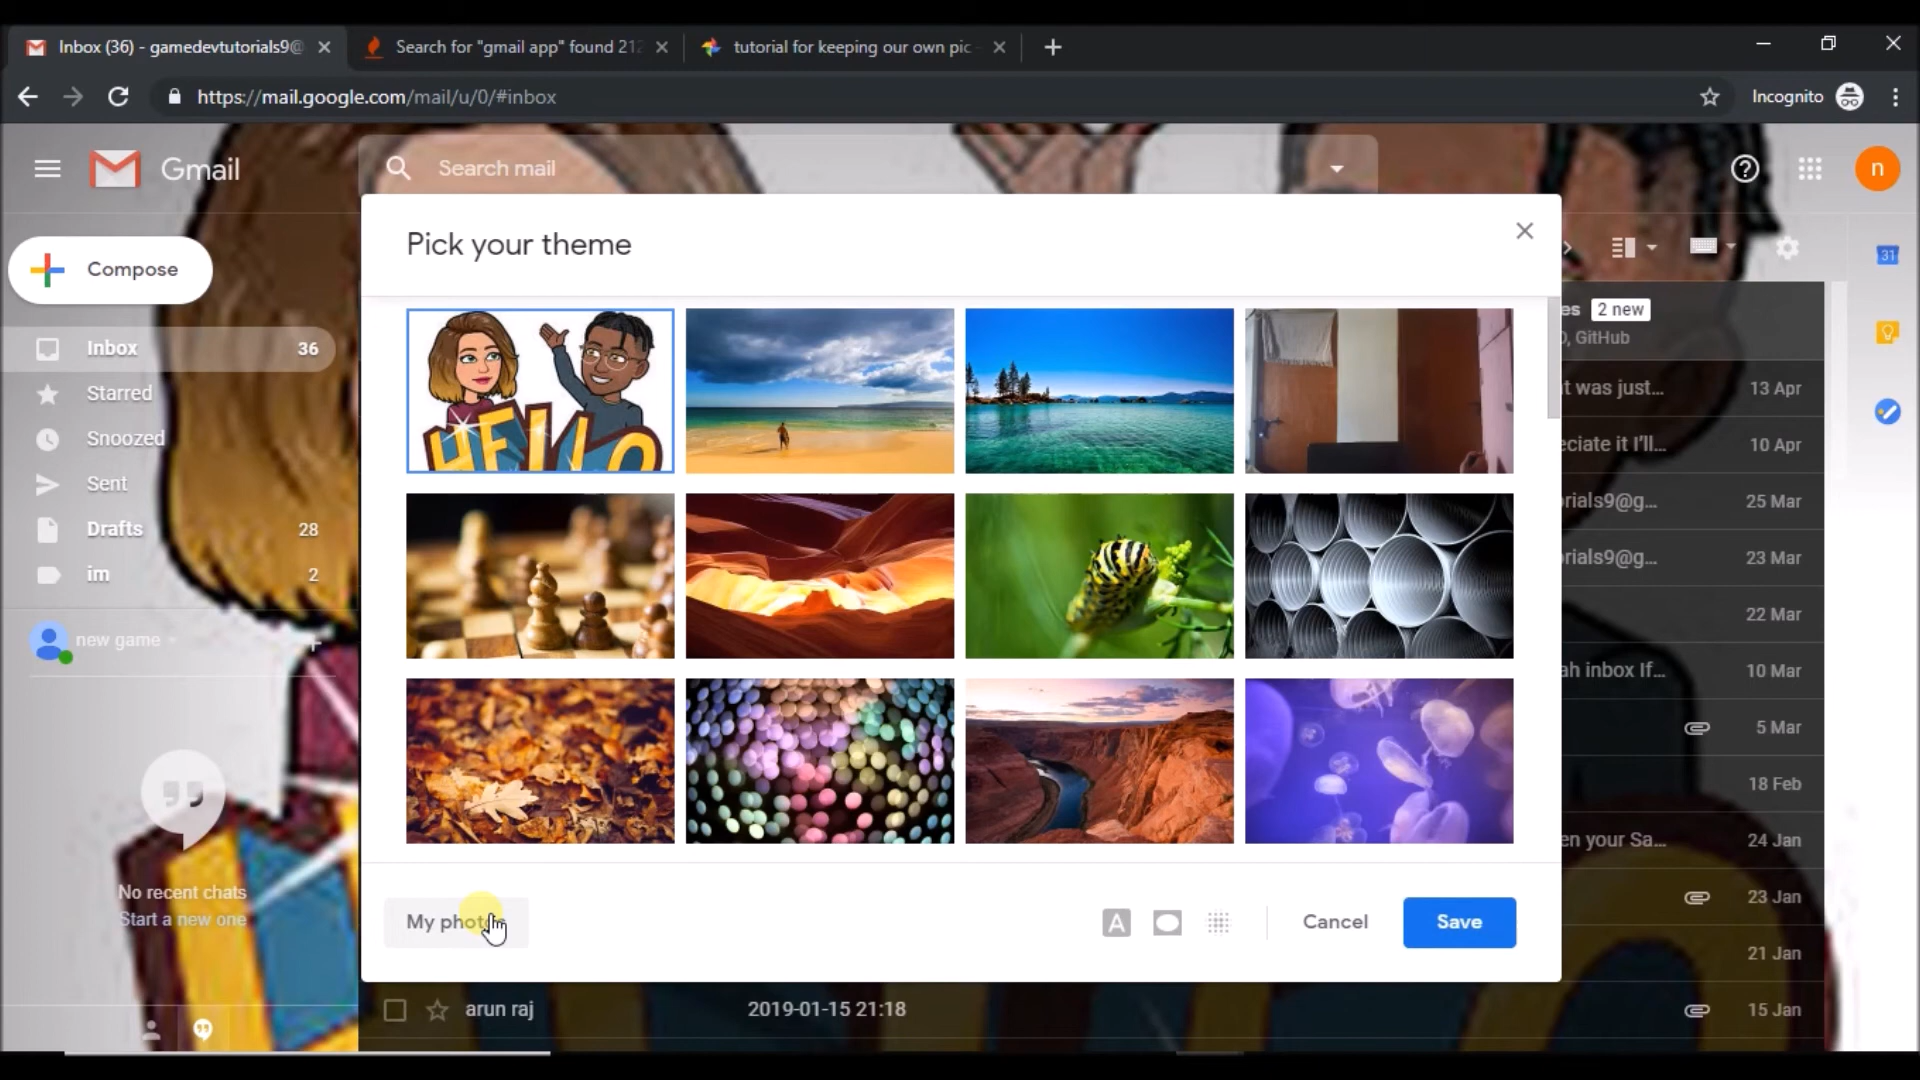 Inbox (36) - gamedevtutorials9@
Search for "gmail app" found 212
tutorial for keeping our own pic -
https://mail.google.com/mail/u/0/#inbox
Incognito
Gmail
Search mail
Pick your theme
Compose
31
es 2 new
, GitHub
Inbox 36
HELLO
t was just... 13 Apr
Starred
Snoozed
eciate it I'll... 10 Apr
Sent
rials9@g... 25 Mar
Drafts 28
rials9@g... 23 Mar
im 2
22 Mar
new game
ah inbox If... 10 Mar
5 Mar
18 Feb
en your Sa... 24 Jan
No recent chats
Start a new one
23 Jan
My phot
A
Cancel
Save
21 Jan
arun raj
2019-01-15 21:18
15 Jan
n